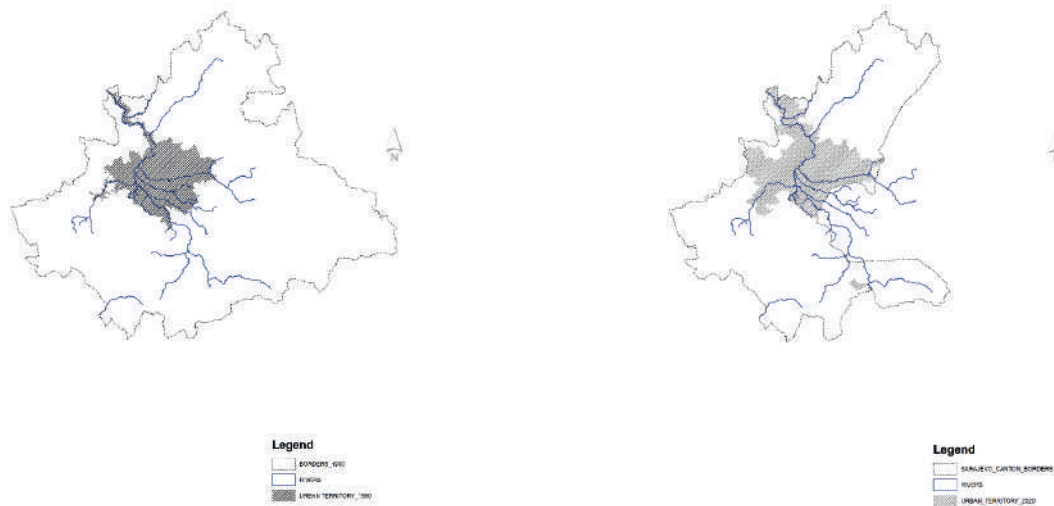 N
Legend
BORDERS_1990
RIVERS
URBAN TERRITORY_1990
Legend
SARAJEVO_CANTON_BORDERS
RIVERS
URBAN_TERRITORY_2020